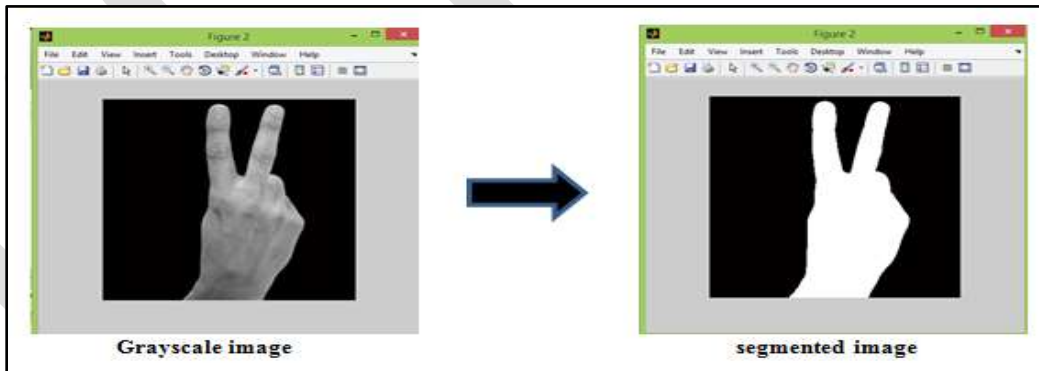 Figure 2
File Edit View Insert Tools Desktop Window Help
Grayscale image
Figure 2
File Edit View Insert Tools Desktop Window Help
segmented image